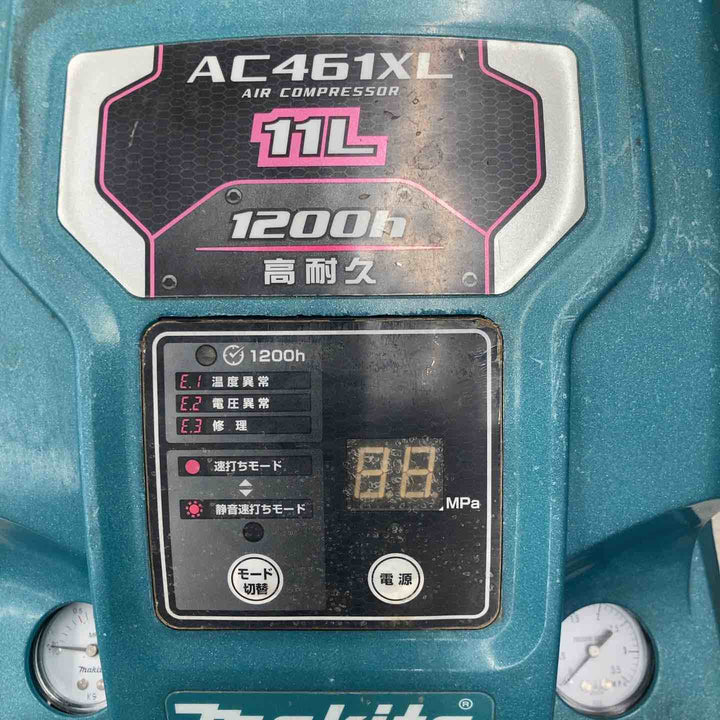 AC461XL
AIR COMPRESSOR
11L
1200h
高耐久
1200h
E.1 温度異常
E.2 電圧異常
E.3 修理
速打ちモード
静音速打ちモード
88
MPa
モード
切替
電源
makita
Makita®